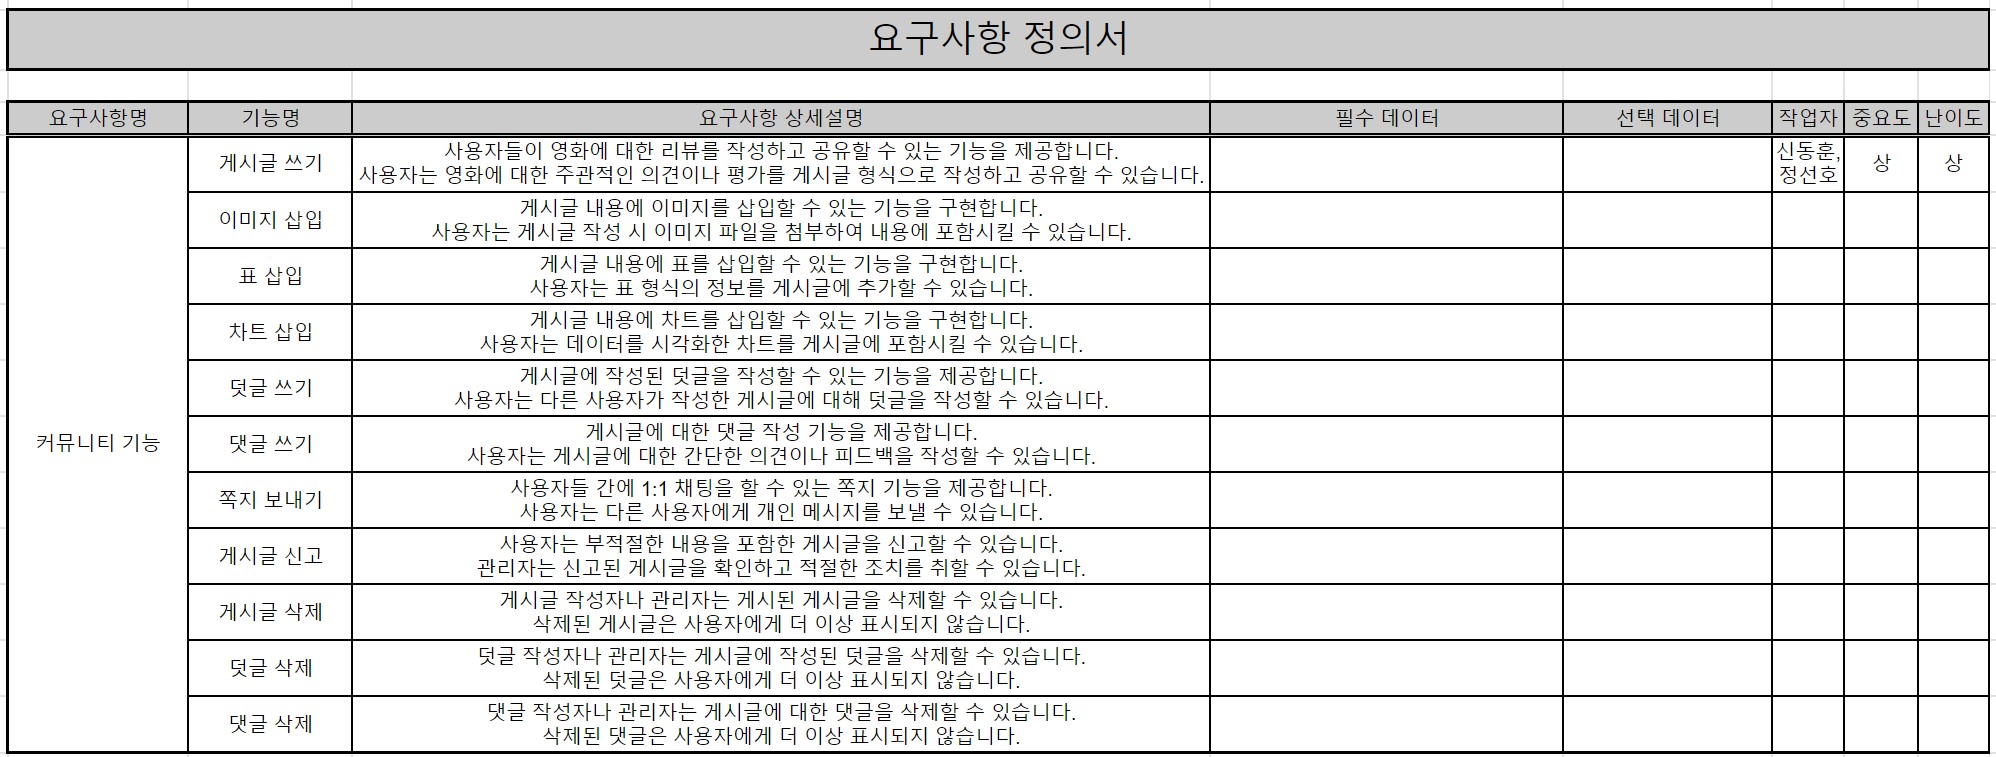 요구사항 정의서
요구사항명 기능명 요구사항 상세설명 필수 데이터 선택 데이터 작업자 중요도 난이도
커뮤니티 기능
게시글 쓰기
사용자들이 영화에 대한 리뷰를 작성하고 공유할 수 있는 기능을 제공합니다.
사용자는 영화에 대한 주관적인 의견이나 평가를 게시글 형식으로 작성하고 공유할 수 있습니다.
신동훈,
정선호
상
상
이미지 삽입
게시글 내용에 이미지를 삽입할 수 있는 기능을 구현합니다.
사용자는 게시글 작성 시 이미지 파일을 첨부하여 내용에 포함시킬 수 있습니다.
표 삽입
게시글 내용에 표를 삽입할 수 있는 기능을 구현합니다.
사용자는 표 형식의 정보를 게시글에 추가할 수 있습니다.
차트 삽입
게시글 내용에 차트를 삽입할 수 있는 기능을 구현합니다.
사용자는 데이터를 시각화한 차트를 게시글에 포함시킬 수 있습니다.
덧글 쓰기
게시글에 작성된 덧글을 작성할 수 있는 기능을 제공합니다.
사용자는 다른 사용자가 작성한 게시글에 대해 덧글을 작성할 수 있습니다.
댓글 쓰기
게시글에 대한 댓글 작성 기능을 제공합니다.
사용자는 게시글에 대한 간단한 의견이나 피드백을 작성할 수 있습니다.
쪽지 보내기
사용자들 간에 1:1 채팅을 할 수 있는 쪽지 기능을 제공합니다.
사용자는 다른 사용자에게 개인 메시지를 보낼 수 있습니다.
게시글 신고
사용자는 부적절한 내용을 포함한 게시글을 신고할 수 있습니다.
관리자는 신고된 게시글을 확인하고 적절한 조치를 취할 수 있습니다.
게시글 삭제
게시글 작성자나 관리자는 게시된 게시글을 삭제할 수 있습니다.
삭제된 게시글은 사용자에게 더 이상 표시되지 않습니다.
덧글 삭제
덧글 작성자나 관리자는 게시글에 작성된 덧글을 삭제할 수 있습니다.
삭제된 덧글은 사용자에게 더 이상 표시되지 않습니다.
댓글 삭제
댓글 작성자나 관리자는 게시글에 대한 댓글을 삭제할 수 있습니다.
삭제된 댓글은 사용자에게 더 이상 표시되지 않습니다.